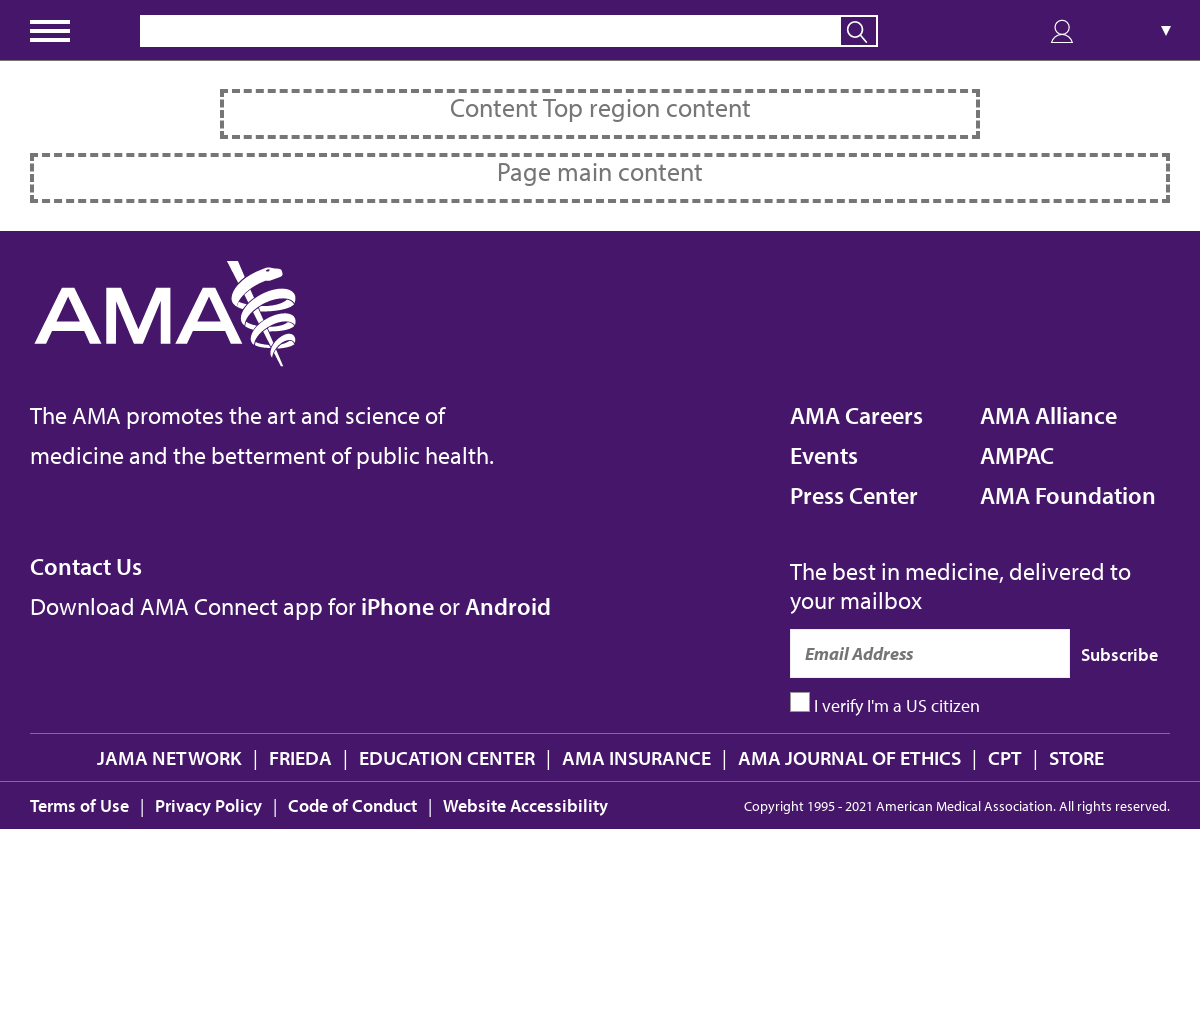 ▼
Content Top region content
Page main content
AMA
The AMA promotes the art and science of
medicine and the betterment of public health.
AMA Careers
Events
Press Center
AMA Alliance
AMPAC
AMA Foundation
Contact Us
Download AMA Connect app for iPhone or Android
The best in medicine, delivered to
your mailbox
Email Address
Subscribe
I verify I'm a US citizen
JAMA NETWORK | FRIEDA | EDUCATION CENTER | AMA INSURANCE | AMA JOURNAL OF ETHICS | CPT | STORE
Terms of Use | Privacy Policy | Code of Conduct | Website Accessibility
Copyright 1995 - 2021 American Medical Association. All rights reserved.